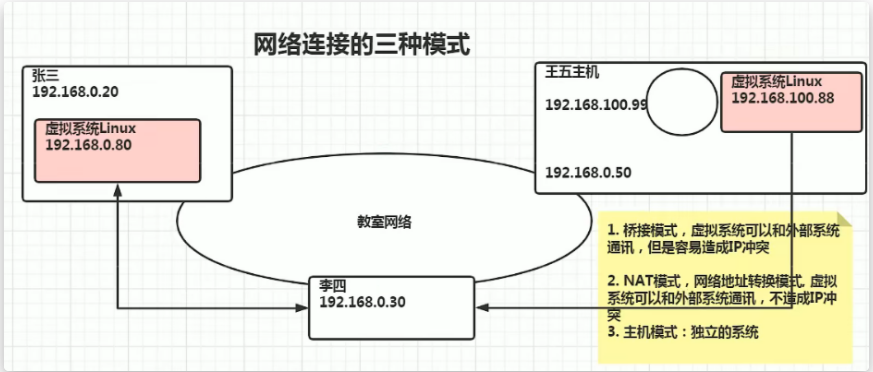 网络连接的三种模式
张三
192.168.0.20
虚拟系统Linux
192.168.0.80
王五主机
192.168.100.99
虚拟系统Linux
192.168.100.88
192.168.0.50
教室网络
李四
192.168.0.30
1. 桥接模式，虚拟系统可以和外部系统
通讯，但是容易造成IP冲突
2. NAT模式，网络地址转换模式. 虚拟
系统可以和外部系统通讯，不造成IP冲
突
3. 主机模式：独立的系统